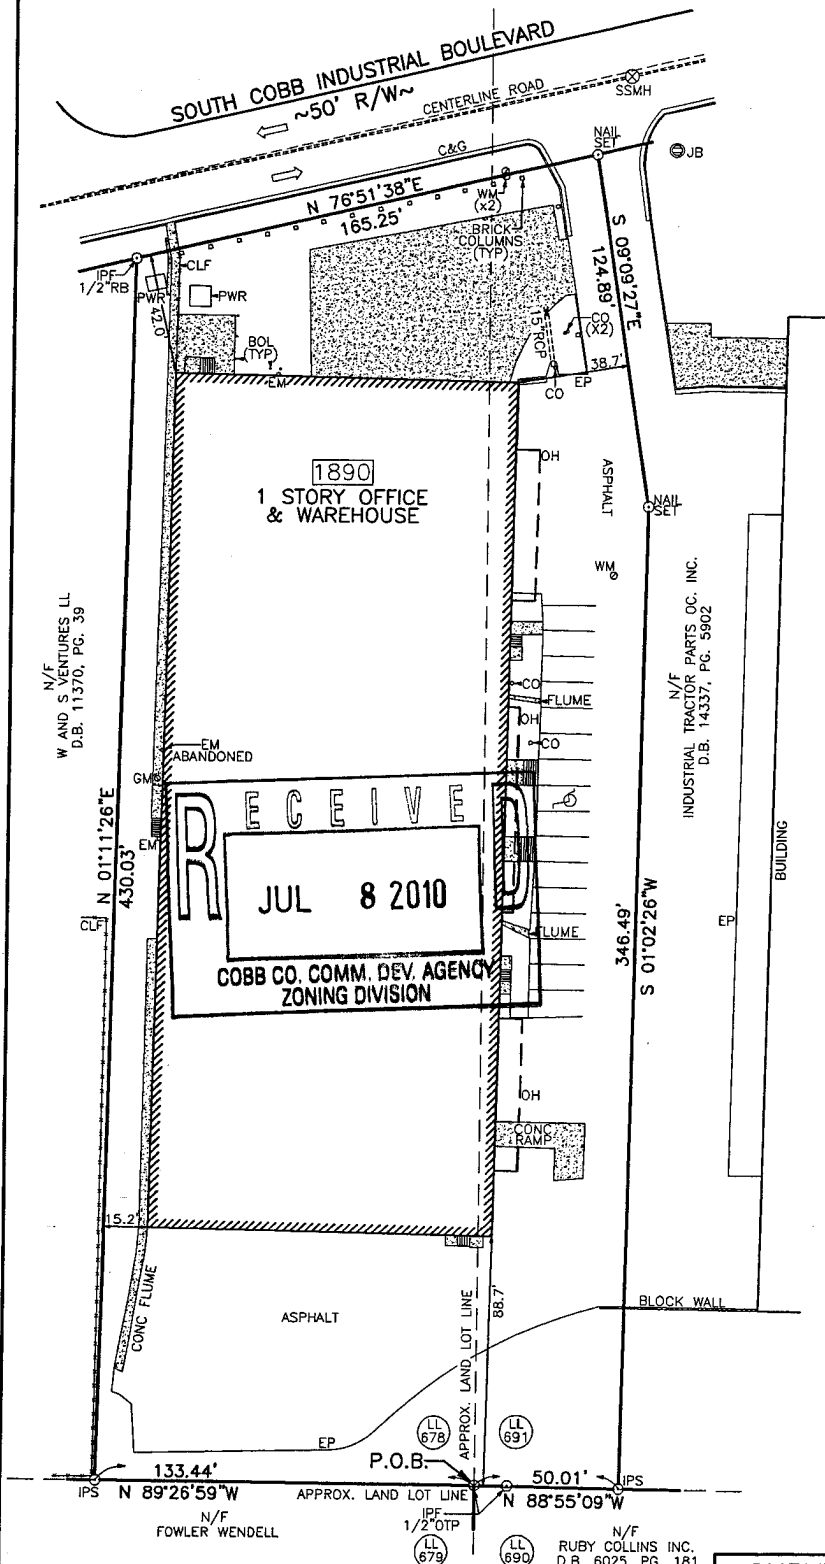 SOUTH COBB INDUSTRIAL BOULEVARD
~50' R/W~
CENTERLINE ROAD
SSMH
C&G
NAIL
SET
JB
N 76°51'38"E
165.25'
WM
(X2)
BRICK
COLUMNS
(TYP)
S 09°09'27"E
124.89'
IPF
1/2"RB
CLF
PWR
PWR
42.0'
BOL
(TYP)
EM
15"RCP
CO
(X2)
38.7'
EP
CO
1890
1 STORY OFFICE
& WAREHOUSE
OH
ASPHALT
NAIL
SET
WM
N/F
W AND S VENTURES LL
D.B. 11370, PG. 39
N/F
INDUSTRIAL TRACTOR PARTS OC. INC.
D.B. 14337, PG. 5902
CO
FLUME
OH
CO
EM
ABANDONED
GM
EM
N 01°11'26"E
430.03'
CLF
RECEIVED
JUL 8 2010
COBB CO. COMM. DEV. AGENCY
ZONING DIVISION
FLUME
346.49'
S 01°02'26"W
EP
BUILDING
OH
CONC
RAMP
15.2'
CONC FLUME
ASPHALT
APPROX. LAND LOT LINE
88.7'
BLOCK WALL
EP
LL
678
LL
691
P.O.B.
133.44'
N 89°26'59"W
IPS
APPROX. LAND LOT LINE
50.01'
N 88°55'09"W
IPS
IPF
1/2"OTP
N/F
FOWLER WENDELL
LL
679
LL
690
N/F
RUBY COLLINS INC.
D.B. 6025, PG. 181